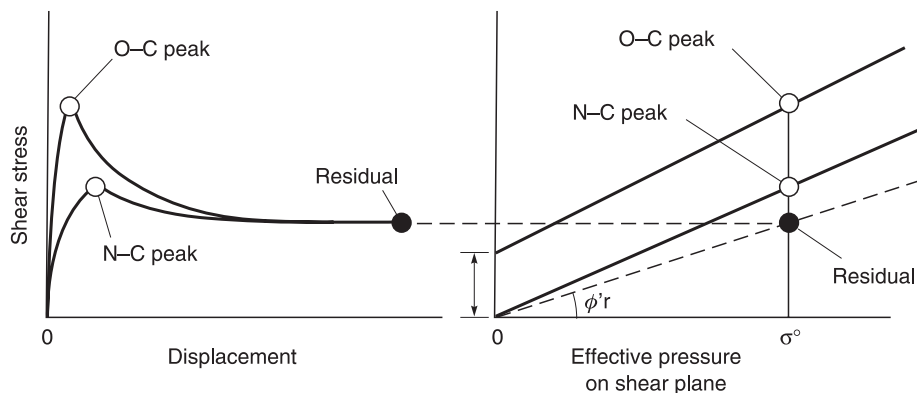 O–C peak
N–C peak
Residual
Shear stress
0
Displacement
O–C peak
N–C peak
Residual
ϕ'r
0
σ°
Effective pressure
on shear plane